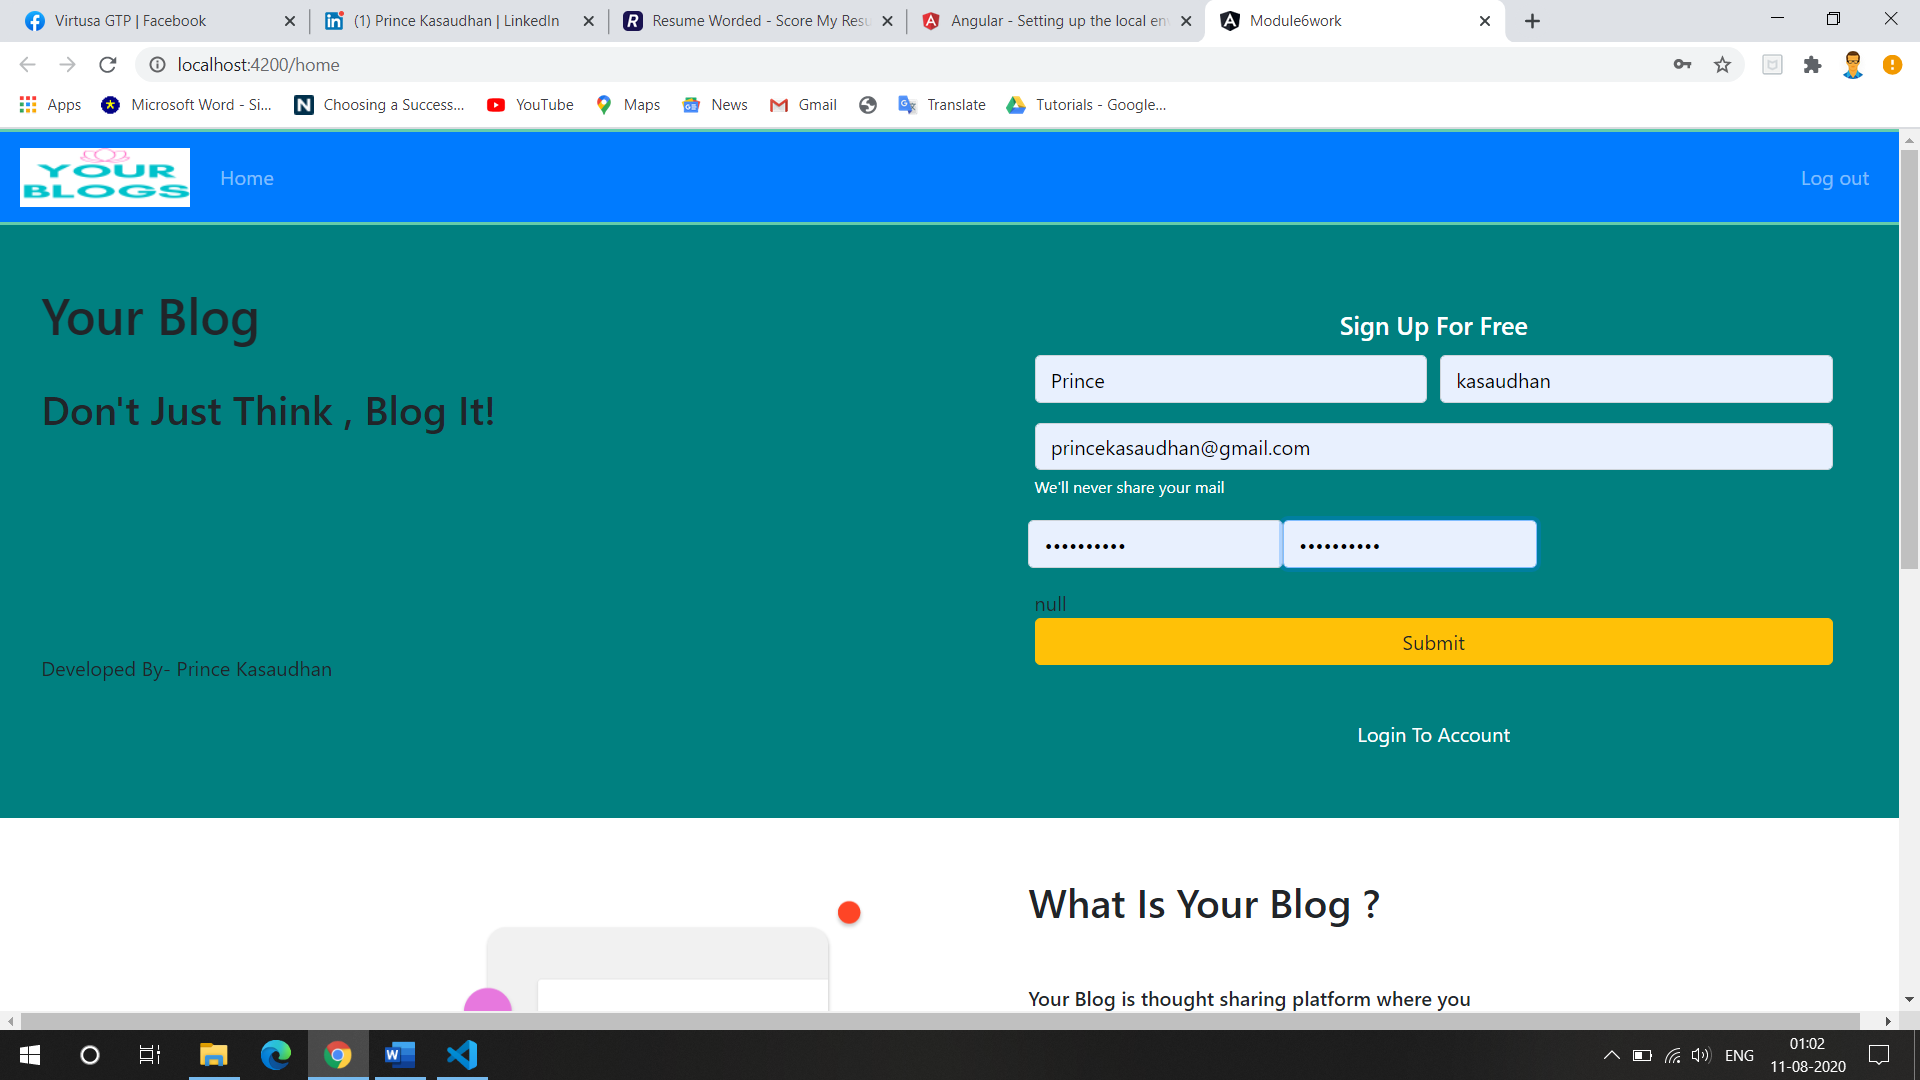 Virtusa GTP | Facebook
(1) Prince Kasaudhan | LinkedIn
Resume Worded - Score My Resu
Angular - Setting up the local en
Module6work
localhost:4200/home
Apps
Microsoft Word - Si...
Choosing a Success...
YouTube
Maps
News
Gmail
Translate
Tutorials - Google...
YOUR
BLOGS
Home
Log out
Your Blog
Don't Just Think , Blog It!
Developed By- Prince Kasaudhan
Sign Up For Free
Prince
kasaudhan
princekasaudhan@gmail.com
We'll never share your mail
••••••••••
••••••••••
null
Submit
Login To Account
What Is Your Blog ?
Your Blog is thought sharing platform where you
ENG
01:02
11-08-2020